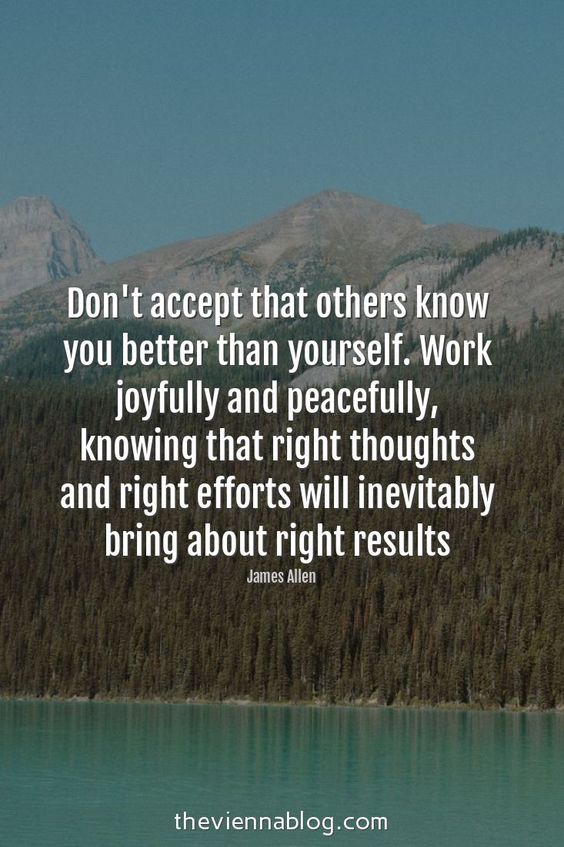 Don't accept that others know
you better than yourself. Work
joyfully and peacefully,
knowing that right thoughts
and right efforts will inevitably
bring about right results
James Allen
theviennablog.com